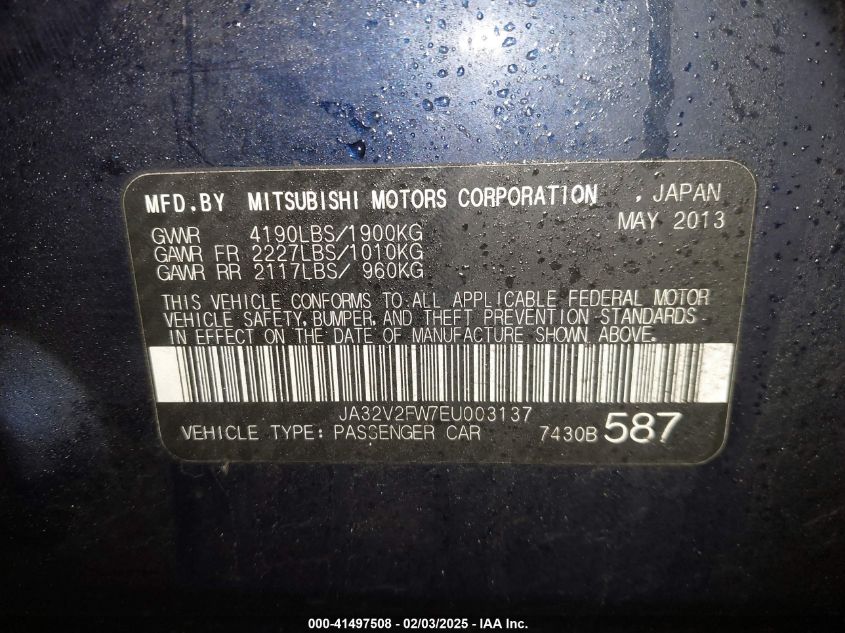 MFD.BY MITSUBISHI MOTORS CORPORATION , JAPAN
MAY 2013
GVWR 4190LBS/1900KG
GAWR FR 2227LBS/1010KG
GAWR RR 2117LBS/ 960KG
THIS VEHICLE CONFORMS TO ALL APPLICABLE FEDERAL MOTOR
VEHICLE SAFETY, BUMPER, AND THEFT PREVENTION STANDARDS
IN EFFECT ON THE DATE OF MANUFACTURE SHOWN ABOVE.
JA32V2FW7EU003137
VEHICLE TYPE: PASSENGER CAR 7430B 587
000-41497508 - 02/03/2025 - IAA Inc.